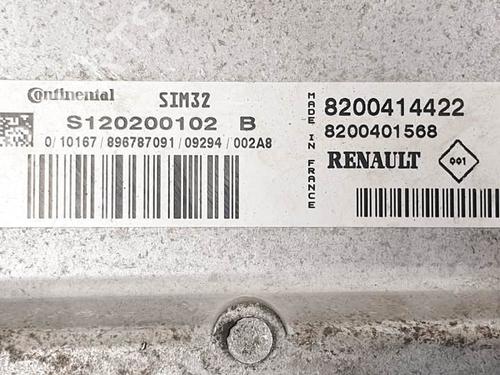 Continental SIM32
S120200102 B
0/10167/896787091/09294/002A8
MADE IN FRANCE
8200414422
8200401568
RENAULT 001